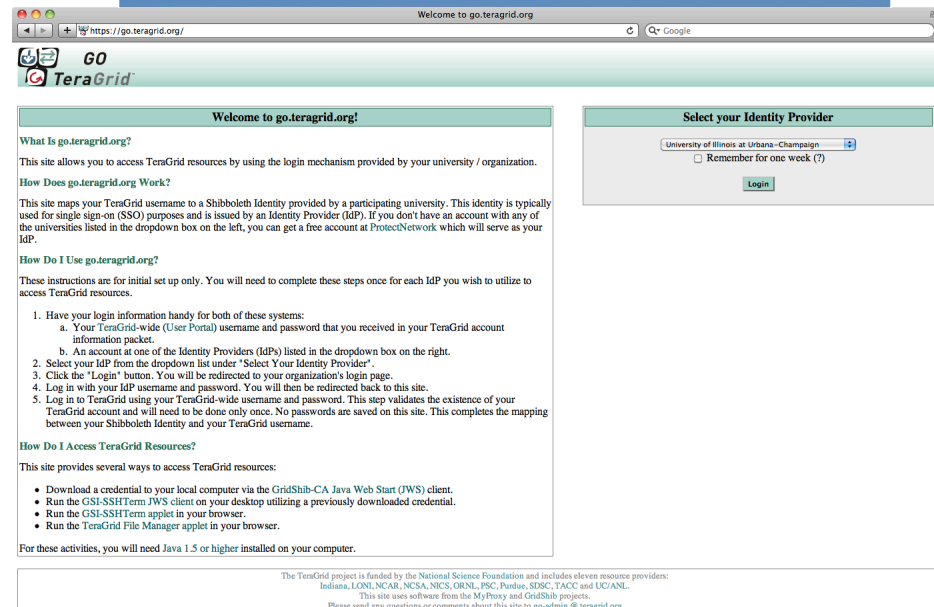 Welcome to go.teragrid.org
https://go.teragrid.org/
Google
GO
TeraGrid
Welcome to go.teragrid.org!
What Is go.teragrid.org?
This site allows you to access TeraGrid resources by using the login mechanism provided by your university / organization.
How Does go.teragrid.org Work?
This site maps your TeraGrid username to a Shibboleth Identity provided by a participating university. This identity is typically
used for single sign-on (SSO) purposes and is issued by an Identity Provider (IdP). If you don't have an account with any of
the universities listed in the dropdown box on the left, you can get a free account at ProtectNetwork which will serve as your
IdP.
How Do I Use go.teragrid.org?
These instructions are for initial set up only. You will need to complete these steps once for each IdP you wish to utilize to
access TeraGrid resources.
1. Have your login information handy for both of these systems:
a. Your TeraGrid-wide (User Portal) username and password that you received in your TeraGrid account
information packet.
b. An account at one of the Identity Providers (IdPs) listed in the dropdown box on the right.
2. Select your IdP from the dropdown list under "Select Your Identity Provider".
3. Click the "Login" button. You will be redirected to your organization's login page.
4. Log in with your IdP username and password. You will then be redirected back to this site.
5. Log in to TeraGrid using your TeraGrid-wide username and password. This step validates the existence of your
TeraGrid account and will need to be done only once. No passwords are saved on this site. This completes the mapping
between your Shibboleth Identity and your TeraGrid username.
How Do I Access TeraGrid Resources?
This site provides several ways to access TeraGrid resources:
• Download a credential to your local computer via the GridShib-CA Java Web Start (JWS) client.
• Run the GSI-SSHTerm JWS client on your desktop utilizing a previously downloaded credential.
• Run the GSI-SSHTerm applet in your browser.
• Run the TeraGrid File Manager applet in your browser.
For these activities, you will need Java 1.5 or higher installed on your computer.
Select your Identity Provider
University of Illinois at Urbana-Champaign
Remember for one week (?)
Login
The TeraGrid project is funded by the National Science Foundation and includes eleven resource providers:
Indiana, LONI, NCAR, NCSA, NICS, ORNL, PSC, Purdue, SDSC, TACC and UC/ANL.
This site uses software from the MyProxy and GridShib projects.
Please send any questions or comments about this site to go-admin @ teragrid.org